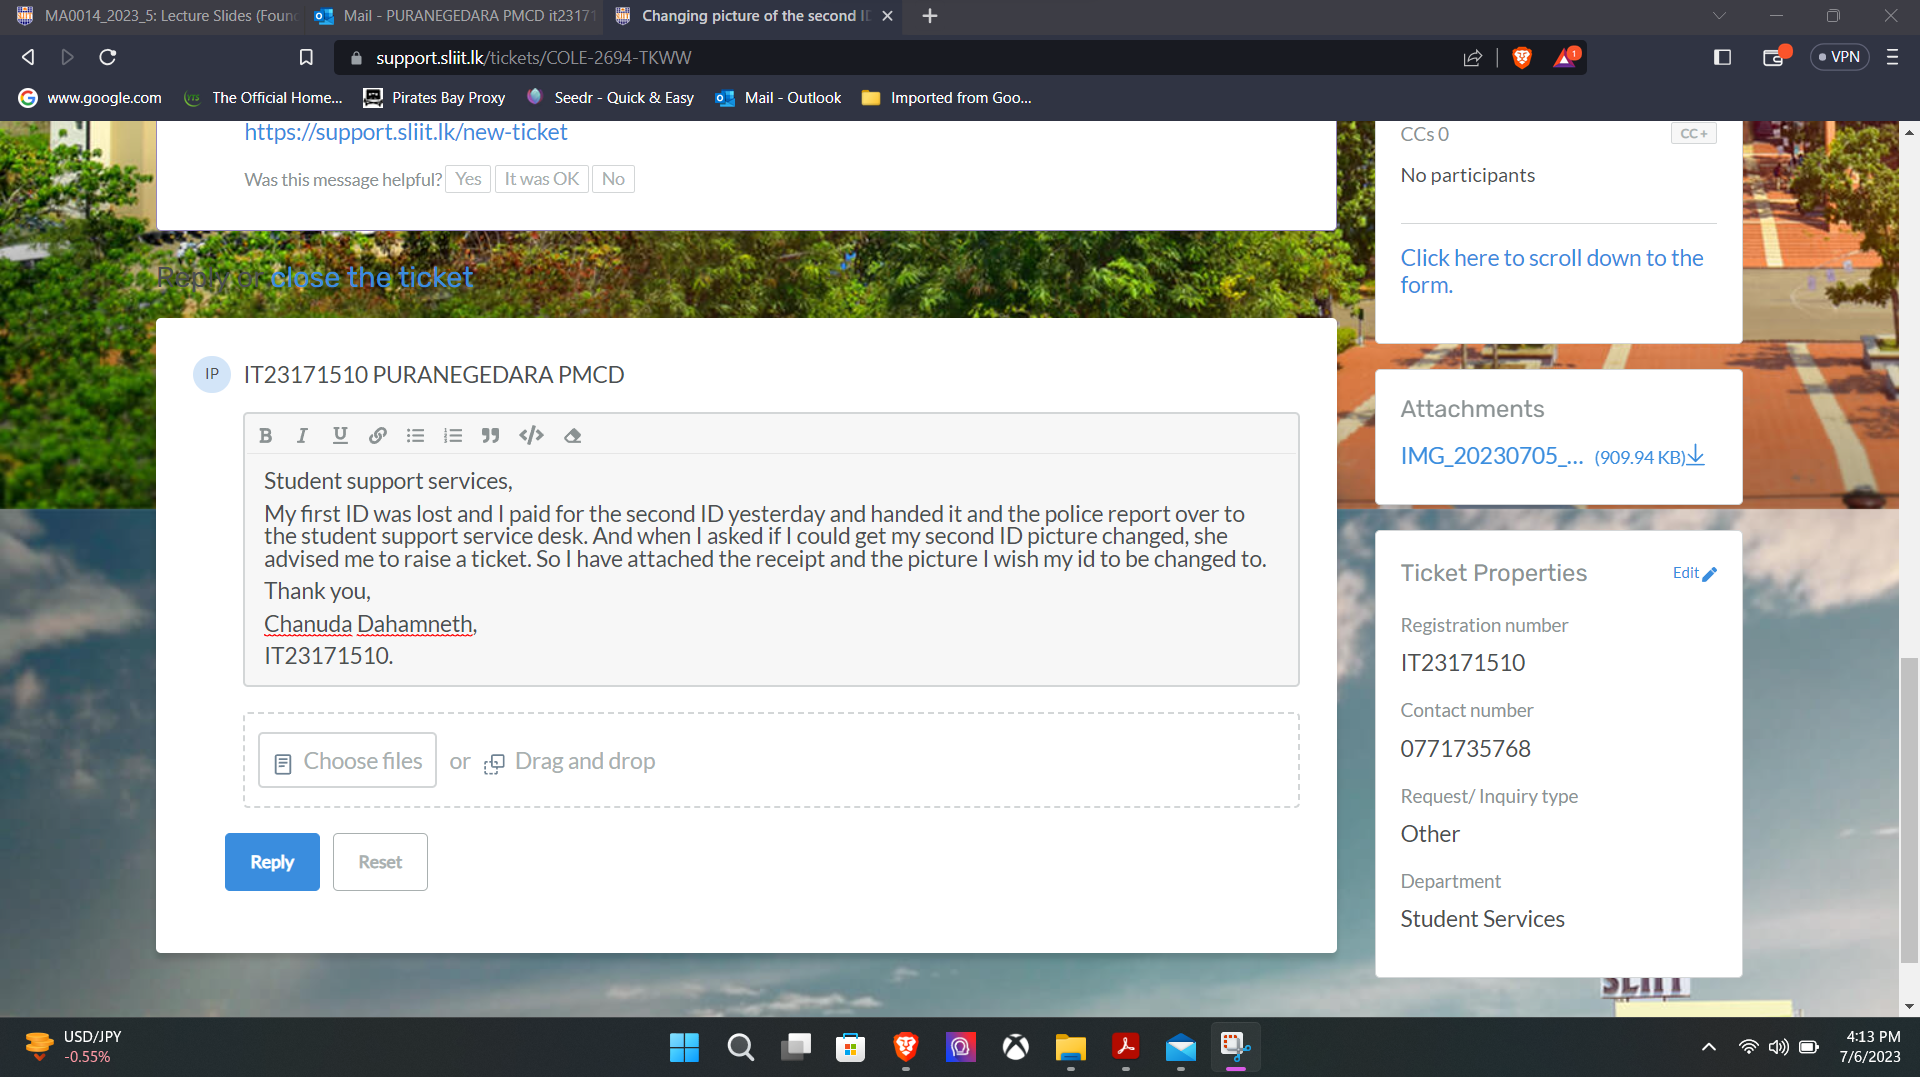 MA0014_2023_5: Lecture Slides (Foun
Mail - PURANEGEDARA PMCD it23171
Changing picture of the second I
support.sliit.lk/tickets/COLE-2694-TKWW
1
VPN
www.google.com
The Official Home...
Pirates Bay Proxy
Seedr - Quick & Easy
Mail - Outlook
Imported from Goo...
https://support.sliit.lk/new-ticket
Was this message helpful? Yes It was OK No
Reply or close the ticket
IP IT23171510 PURANEGEDARA PMCD
B I U
Student support services,
My first ID was lost and I paid for the second ID yesterday and handed it and the police report over to
the student support service desk. And when I asked if I could get my second ID picture changed, she
advised me to raise a ticket. So I have attached the receipt and the picture I wish my id to be changed to.
Thank you,
Chanuda Dahamneth,
IT23171510.
Choose files or Drag and drop
Reply Reset
CCs 0 CC+
No participants
Click here to scroll down to the
form.
Attachments
IMG_20230705_... (909.94 KB)
Ticket Properties Edit
Registration number
IT23171510
Contact number
0771735768
Request/ Inquiry type
Other
Department
Student Services
SLIIT
USD/JPY
-0.55%
4:13 PM
7/6/2023